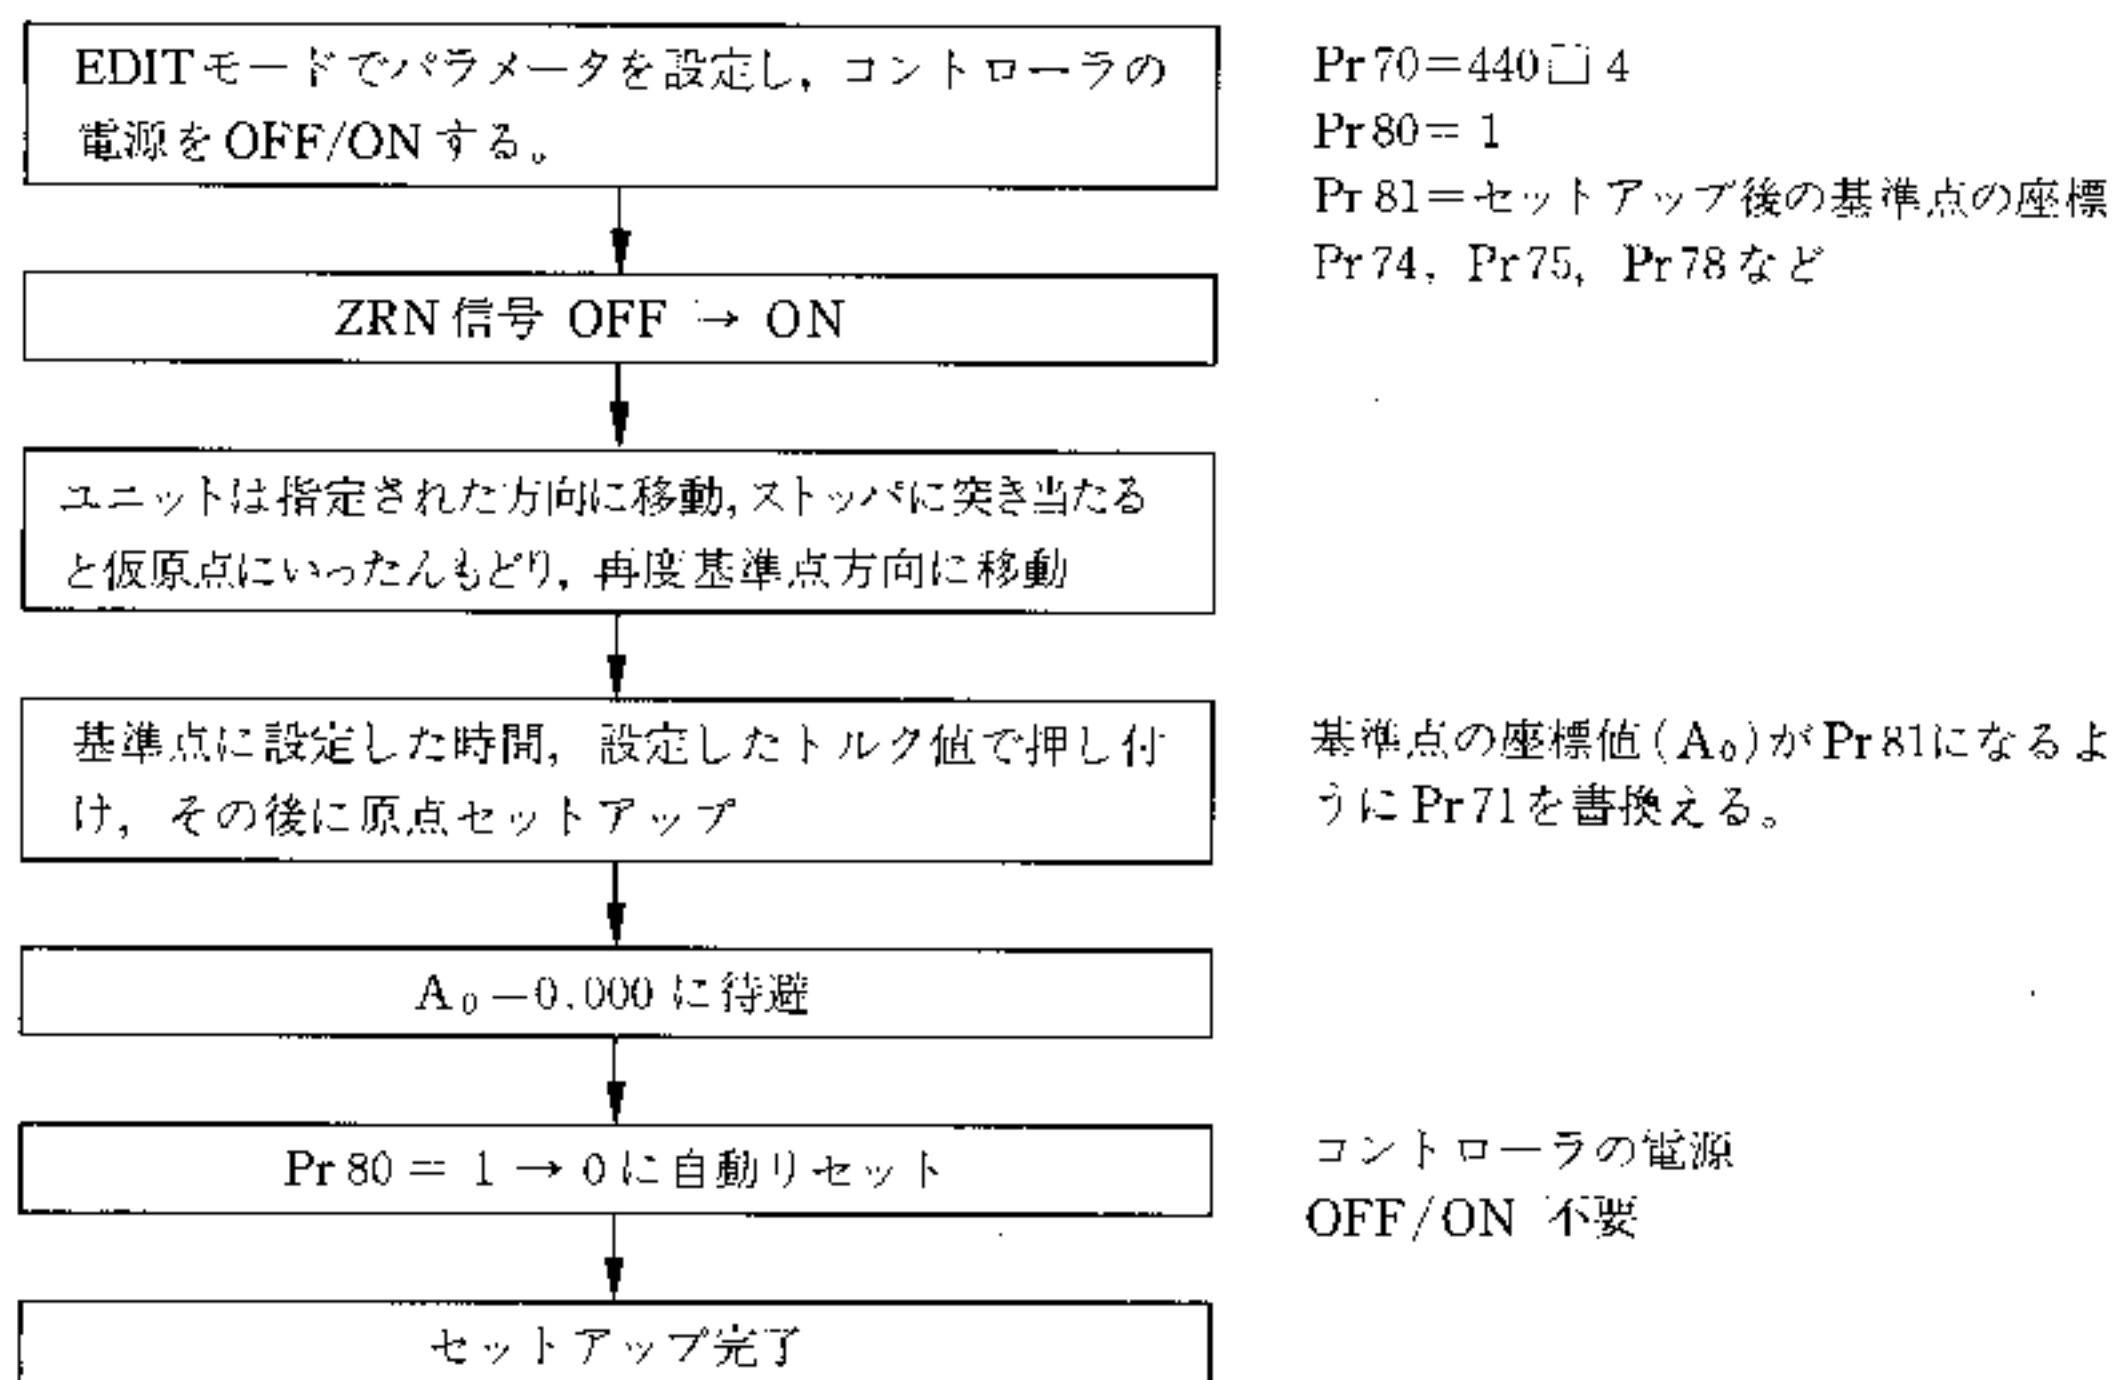 EDITモードでパラメータを設定し，コントローラの
電源をOFF/ONする。
Pr70＝440□4
Pr80＝1
Pr81＝セットアップ後の基準点の座標
Pr74，Pr75，Pr78など
ZRN信号 OFF → ON
ユニットは指定された方向に移動，ストッパに突き当たる
と仮原点にいったんもどり，再度基準点方向に移動
基準点に設定した時間，設定したトルク値で押し付
け，その後に原点セットアップ
基準点の座標値(A₀)がPr81になるよ
うにPr71を書換える。
A₀＝0.000に待避
Pr80＝1→0に自動リセット
コントローラの電源
OFF/ON 不要
セットアップ完了